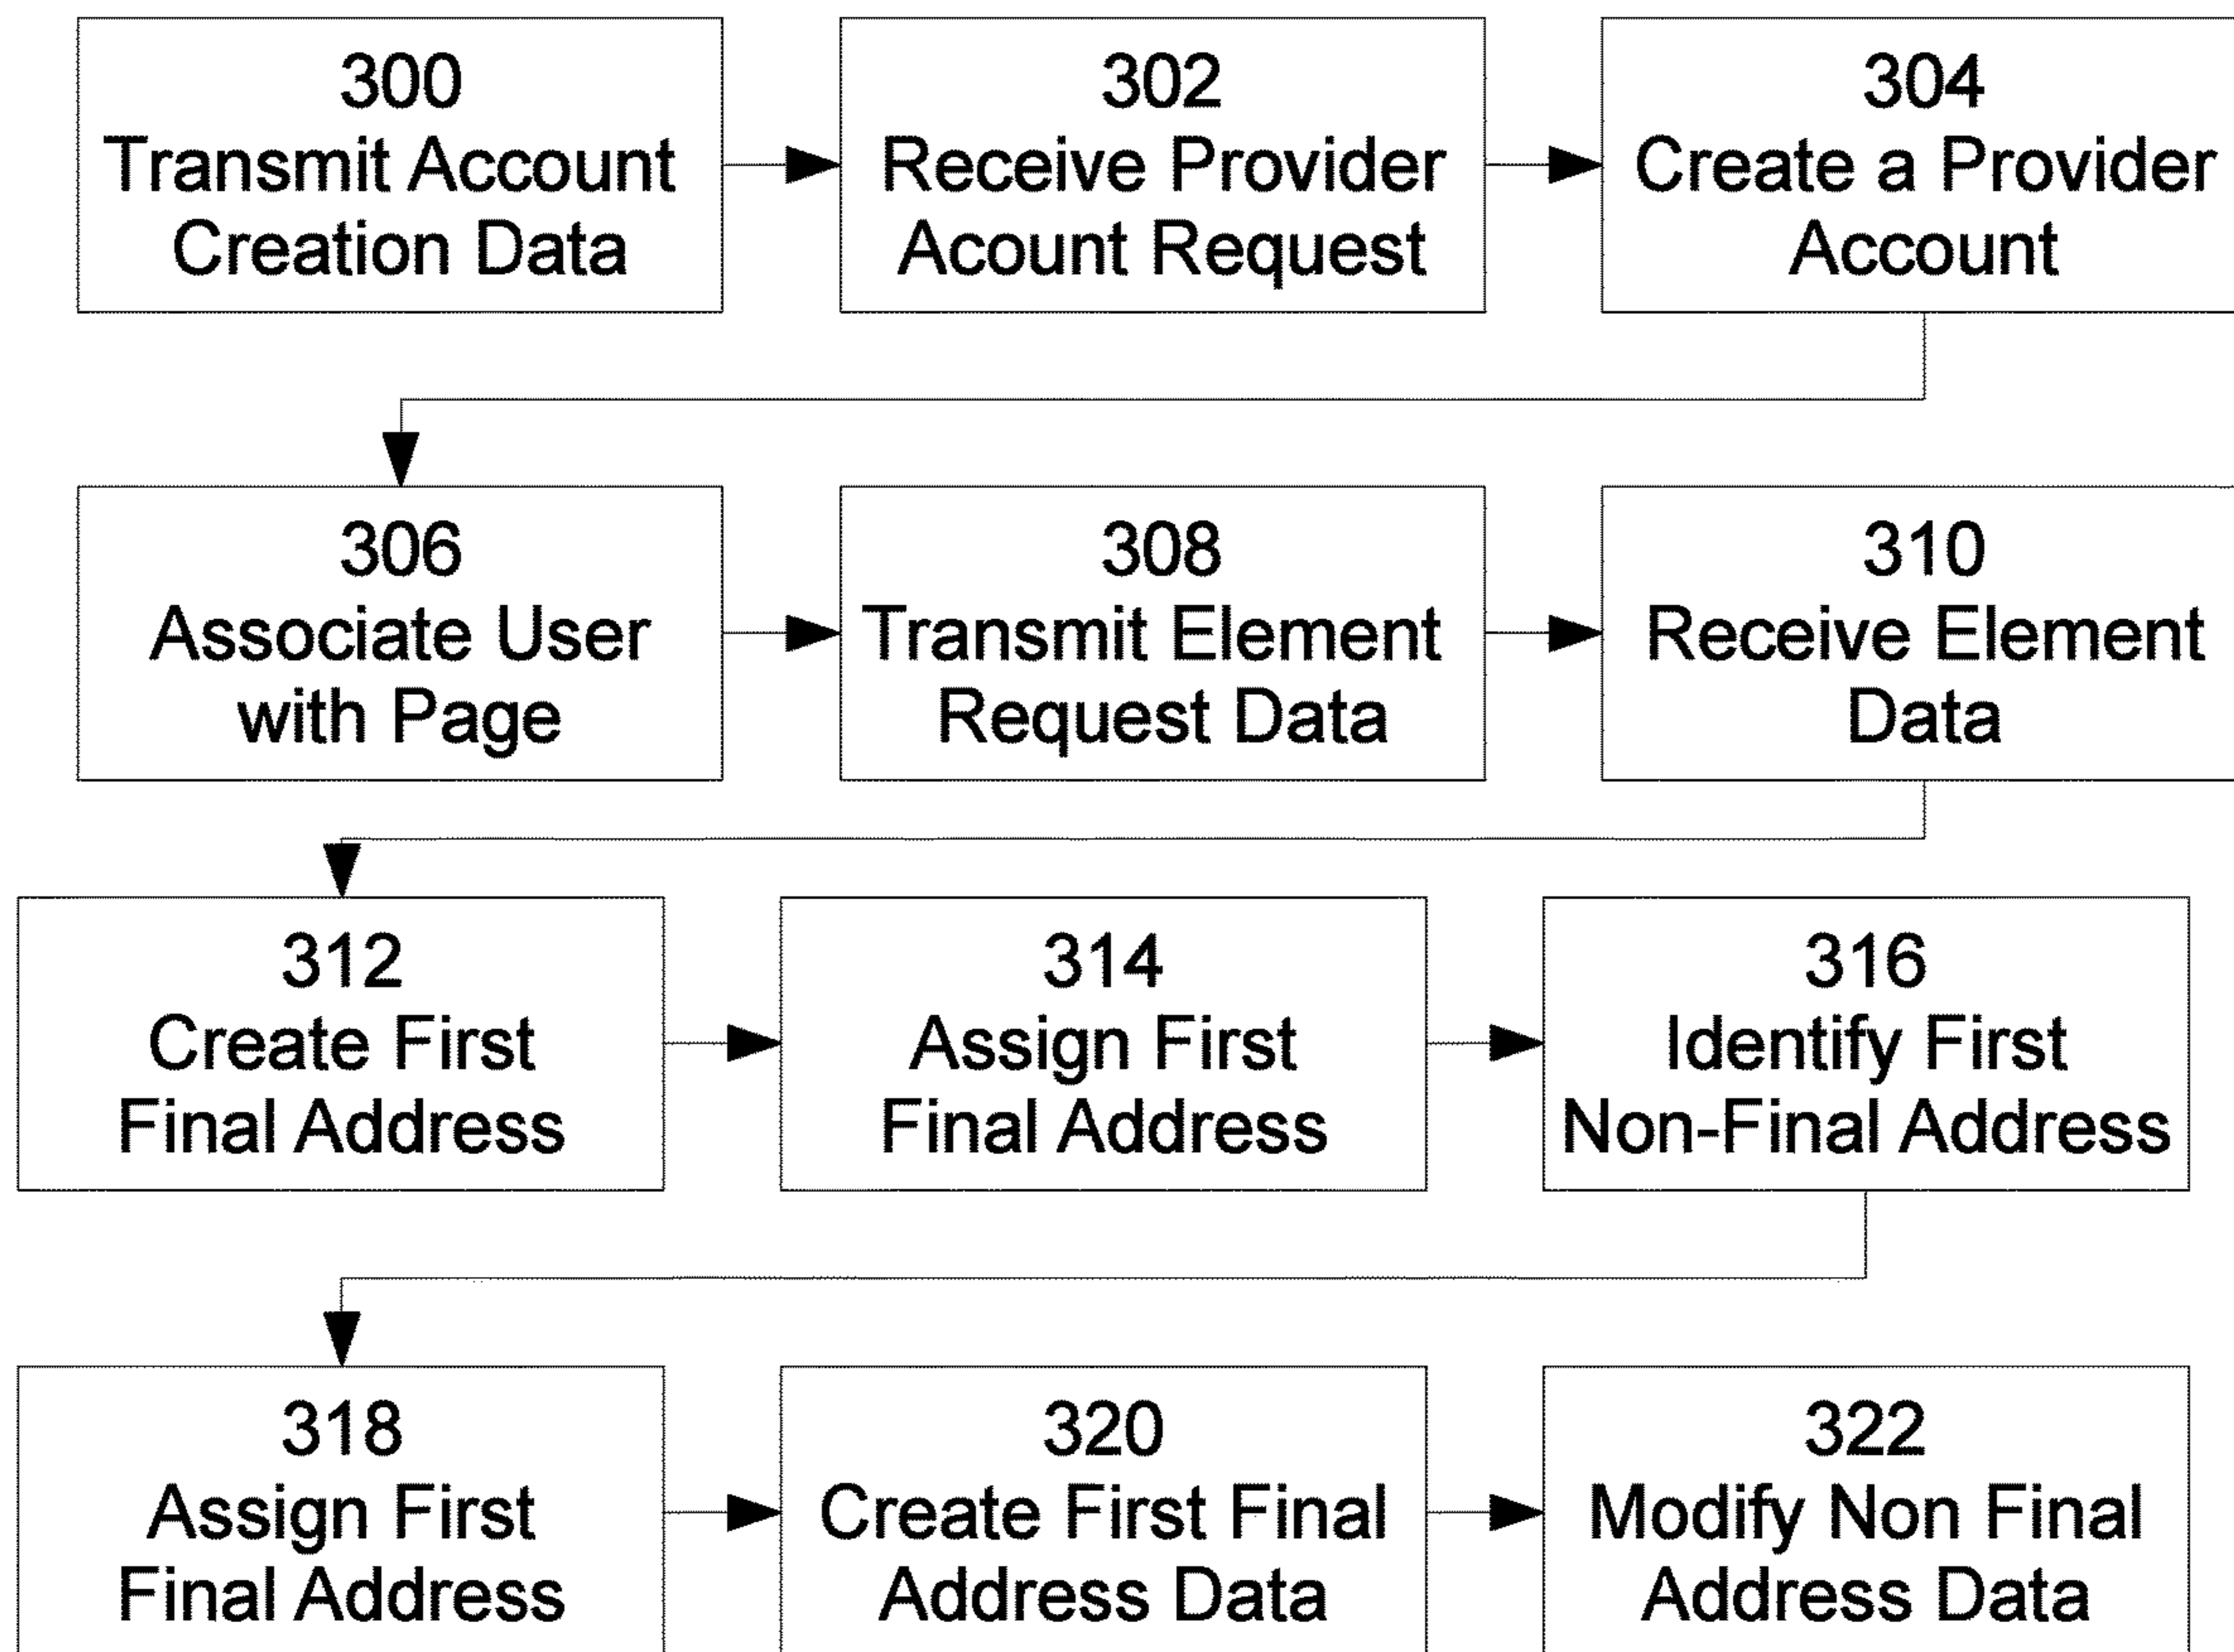 300
Transmit Account
Creation Data
302
Receive Provider
Acount Request
304
Create a Provider
Account
306
Associate User
with Page
308
Transmit Element
Request Data
310
Receive Element
Data
312
Create First
Final Address
314
Assign First
Final Address
316
Identify First
Non-Final Address
318
Assign First
Final Address
320
Create First Final
Address Data
322
Modify Non Final
Address Data